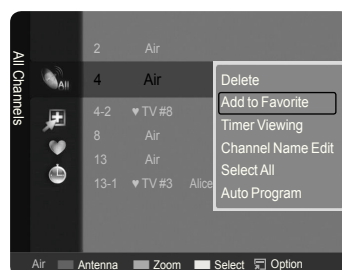 All Channels
All
2 Air
4 Air
4-2 ♥ TV #8
8 Air
13 Air
13-1 ♥ TV #3 Alice
Delete
Add to Favorite
Timer Viewing
Channel Name Edit
Select All
Auto Program
Air Antenna Zoom Select Option